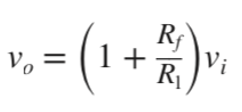 v_o = (1 + R_f / R_1) v_i